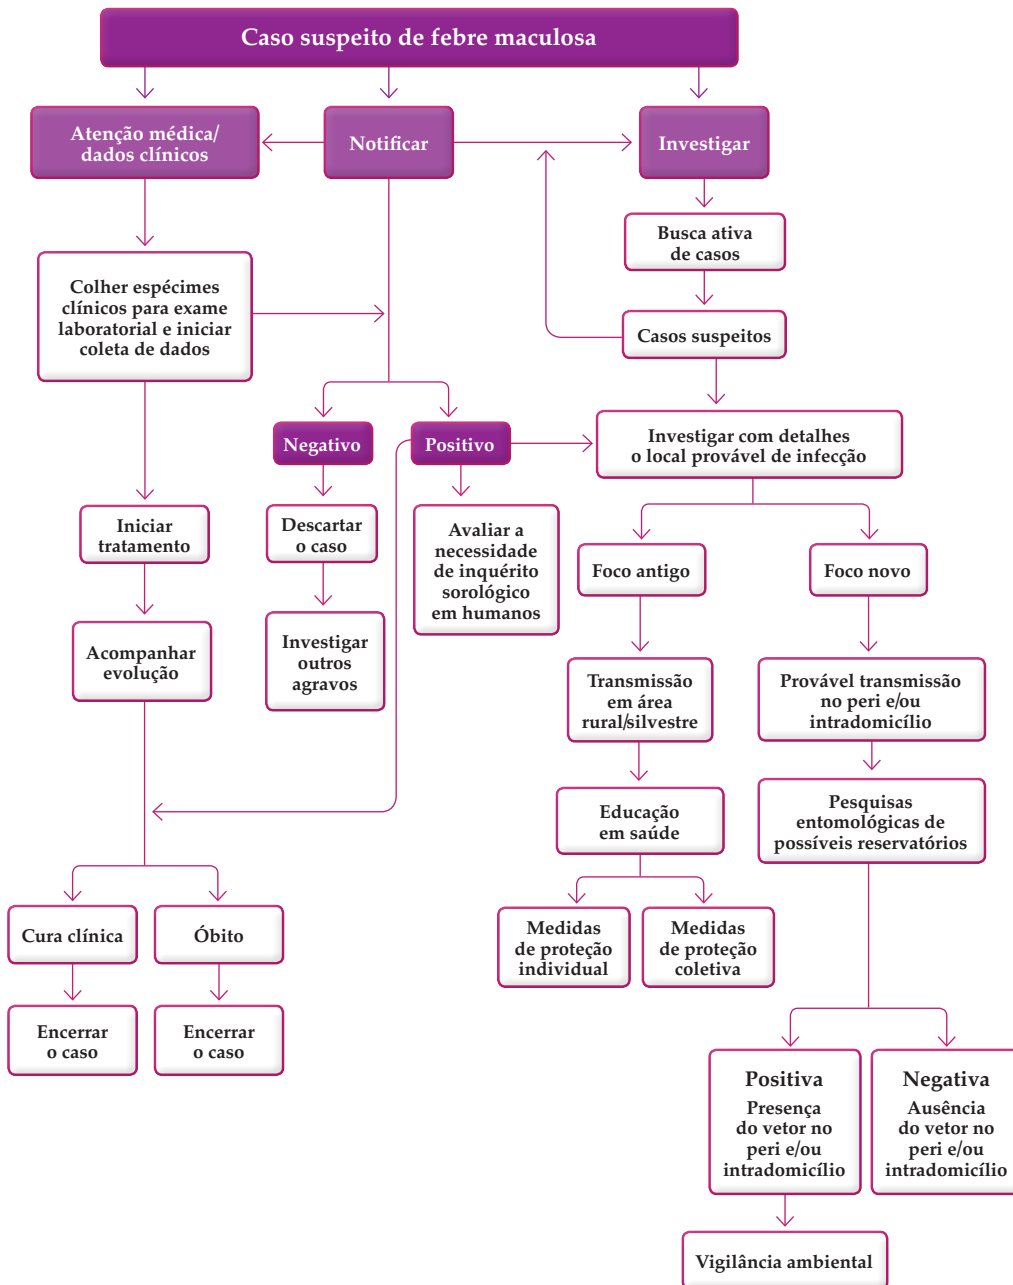 Caso suspeito de febre maculosa
Atenção médica/
dados clínicos
Notificar
Investigar
Busca ativa
de casos
Colher espécimes
clínicos para exame
laboratorial e iniciar
coleta de dados
Casos suspeitos
Negativo
Positivo
Investigar com detalhes
o local provável de infecção
Iniciar
tratamento
Descartar
o caso
Avaliar a
necessidade
de inquérito
sorológico
em humanos
Foco antigo
Foco novo
Acompanhar
evolução
Investigar
outros
agravos
Transmissão
em área
rural/silvestre
Provável transmissão
no peri e/ou
intradomicílio
Educação
em saúde
Pesquisas
entomológicas de
possíveis reservatórios
Cura clínica
Óbito
Medidas
de proteção
individual
Medidas
de proteção
coletiva
Encerrar
o caso
Encerrar
o caso
Positiva
Presença
do vetor no
peri e/ou
intradomicílio
Negativa
Ausência
do vetor no
peri e/ou
intradomicílio
Vigilância ambiental